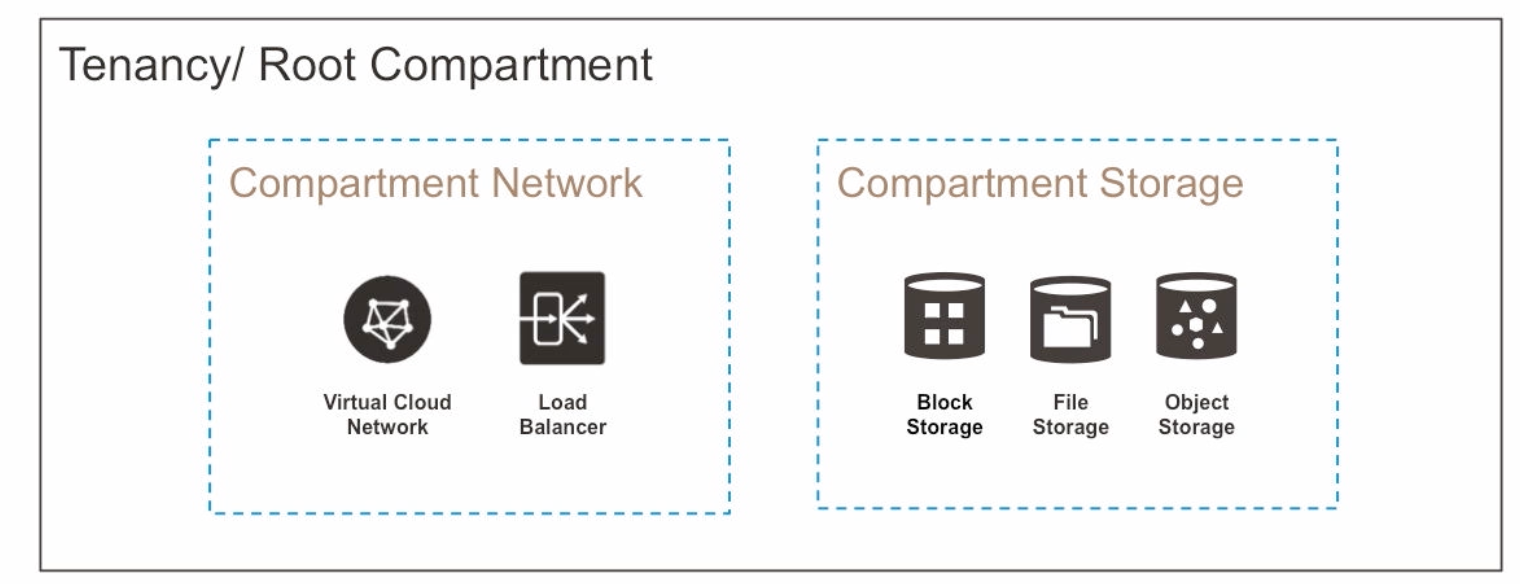 Tenancy/ Root Compartment
Compartment Network
Virtual Cloud
Network
Load
Balancer
Compartment Storage
Block
Storage
File
Storage
Object
Storage